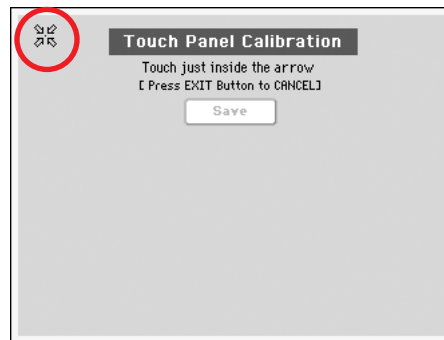 Touch Panel Calibration
Touch just inside the arrow
[ Press EXIT Button to CANCEL]
Save